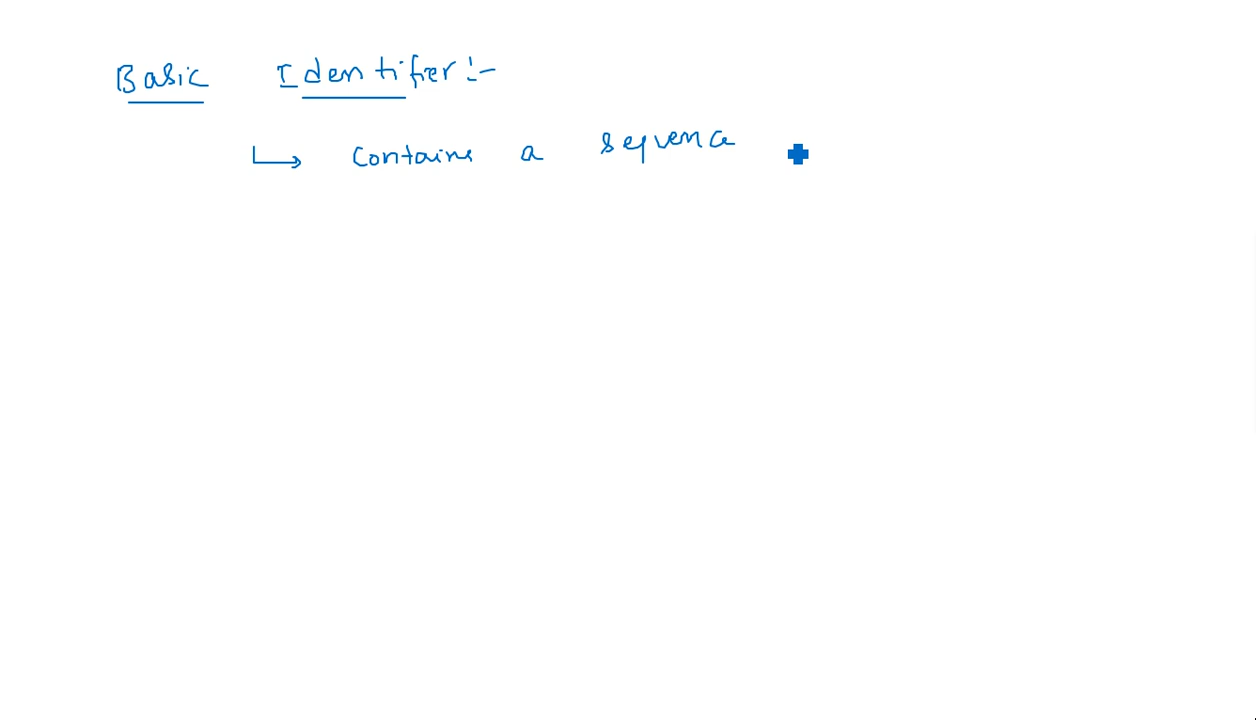 Basic Identifier:-
↳ contains a sequence